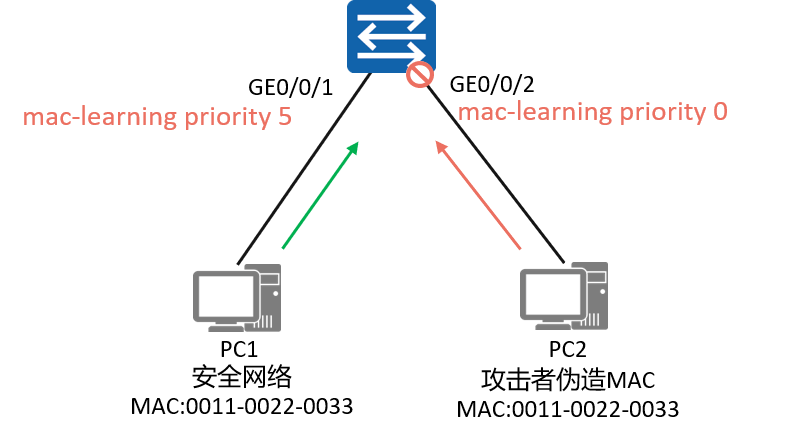 GE0/0/1
GE0/0/2
mac-learning priority 5
mac-learning priority 0
PC1
安全网络
MAC:0011-0022-0033
PC2
攻击者伪造MAC
MAC:0011-0022-0033